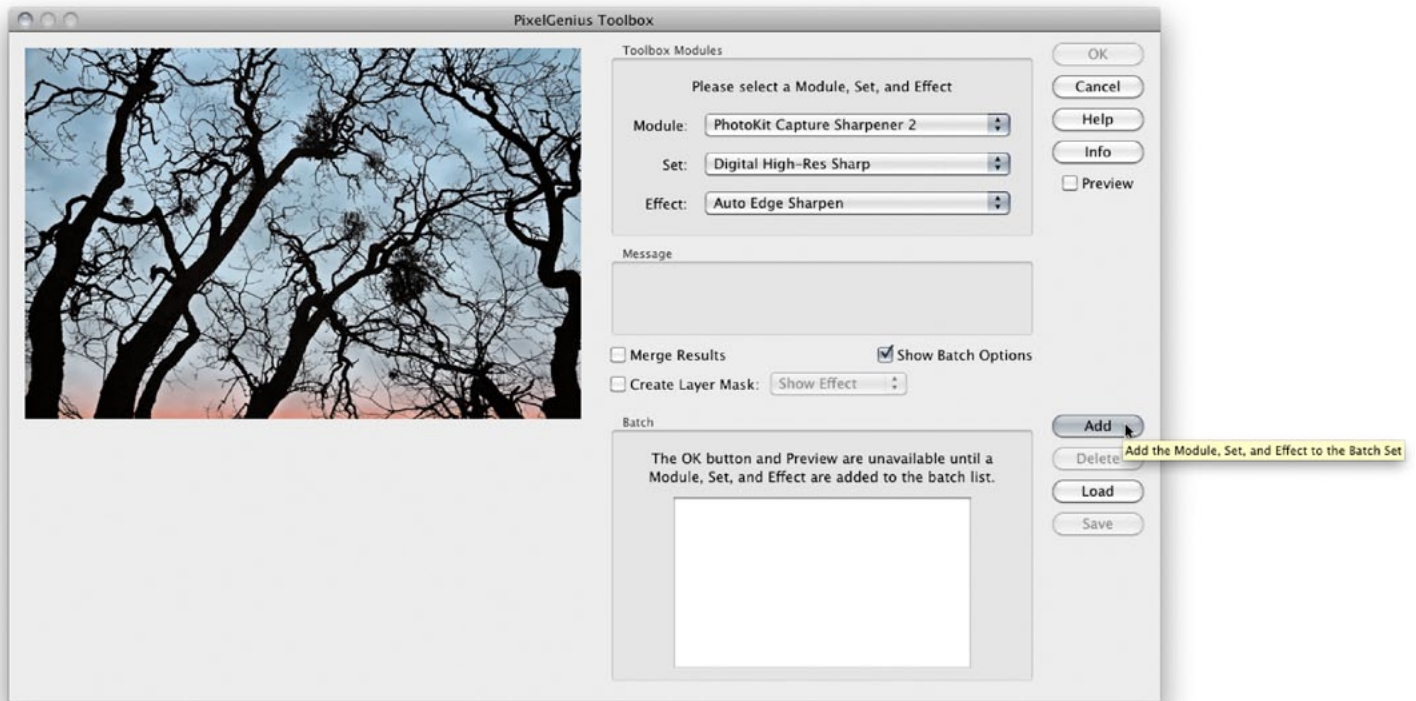 PixelGenius Toolbox
Toolbox Modules
Please select a Module, Set, and Effect
Module: PhotoKit Capture Sharpener 2
Set: Digital High-Res Sharp
Effect: Auto Edge Sharpen
OK
Cancel
Help
Info
Preview
Message
Merge Results
Show Batch Options
Create Layer Mask: Show Effect
Batch
The OK button and Preview are unavailable until a
Module, Set, and Effect are added to the batch list.
Add
Add the Module, Set, and Effect to the Batch Set
Delete
Load
Save